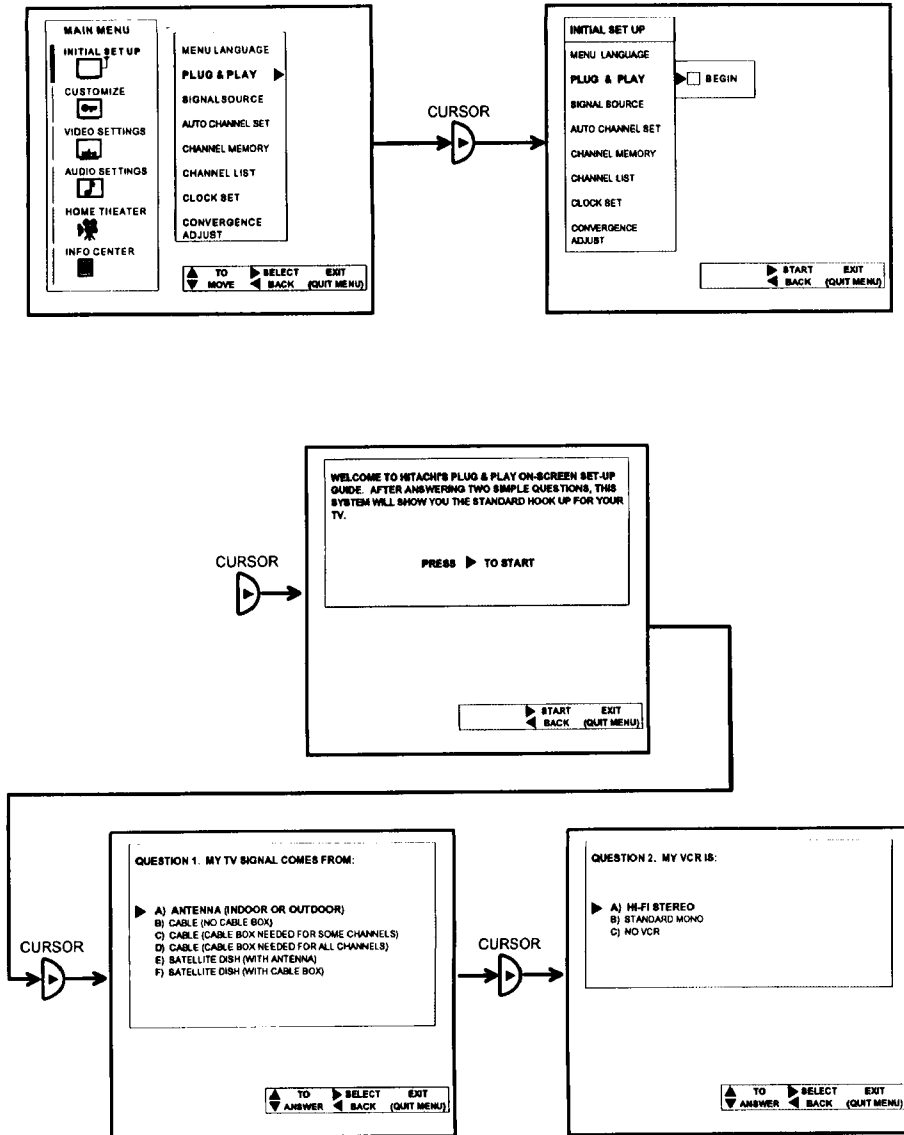 MAIN MENU
INITIAL SET UP
CUSTOMIZE
VIDEO SETTINGS
AUDIO SETTINGS
HOME THEATER
INFO CENTER
MENU LANGUAGE
PLUG & PLAY
SIGNAL SOURCE
AUTO CHANNEL SET
CHANNEL MEMORY
CHANNEL LIST
CLOCK SET
CONVERGENCE
ADJUST
TO SELECT EXIT
MOVE BACK (QUIT MENU)
CURSOR
INITIAL SET UP
MENU LANGUAGE
PLUG & PLAY
BEGIN
SIGNAL SOURCE
AUTO CHANNEL SET
CHANNEL MEMORY
CHANNEL LIST
CLOCK SET
CONVERGENCE
ADJUST
START EXIT
BACK (QUIT MENU)
CURSOR
WELCOME TO HITACHI'S PLUG & PLAY ON-SCREEN SET-UP
GUIDE. AFTER ANSWERING TWO SIMPLE QUESTIONS, THIS
SYSTEM WILL SHOW YOU THE STANDARD HOOK UP FOR YOUR
TV.
PRESS ▶ TO START
START EXIT
BACK (QUIT MENU)
CURSOR
QUESTION 1. MY TV SIGNAL COMES FROM:
A) ANTENNA (INDOOR OR OUTDOOR)
B) CABLE (NO CABLE BOX)
C) CABLE (CABLE BOX NEEDED FOR SOME CHANNELS)
D) CABLE (CABLE BOX NEEDED FOR ALL CHANNELS)
E) SATELLITE DISH (WITH ANTENNA)
F) SATELLITE DISH (WITH CABLE BOX)
TO SELECT EXIT
ANSWER BACK (QUIT MENU)
CURSOR
QUESTION 2. MY VCR IS:
A) HI-FI STEREO
B) STANDARD MONO
C) NO VCR
TO SELECT EXIT
ANSWER BACK (QUIT MENU)